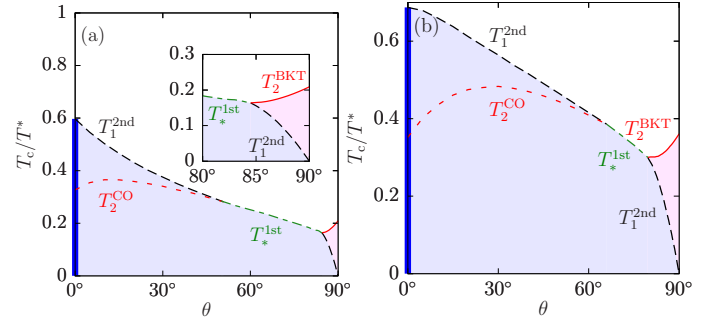 (a)
T_c/T*
0.8
0.6
0.4
0.2
0
0°
30°
60°
90°
θ
T_1^{2nd}
T_2^{CO}
T_*^{1st}
0.3
0.2
0.1
0
80°
85°
90°
T_2^{BKT}
T_*^{1st}
T_1^{2nd}
(b)
T_c/T*
0.6
0.4
0.2
0
0°
30°
60°
90°
θ
T_1^{2nd}
T_2^{CO}
T_2^{BKT}
T_*^{1st}
T_1^{2nd}